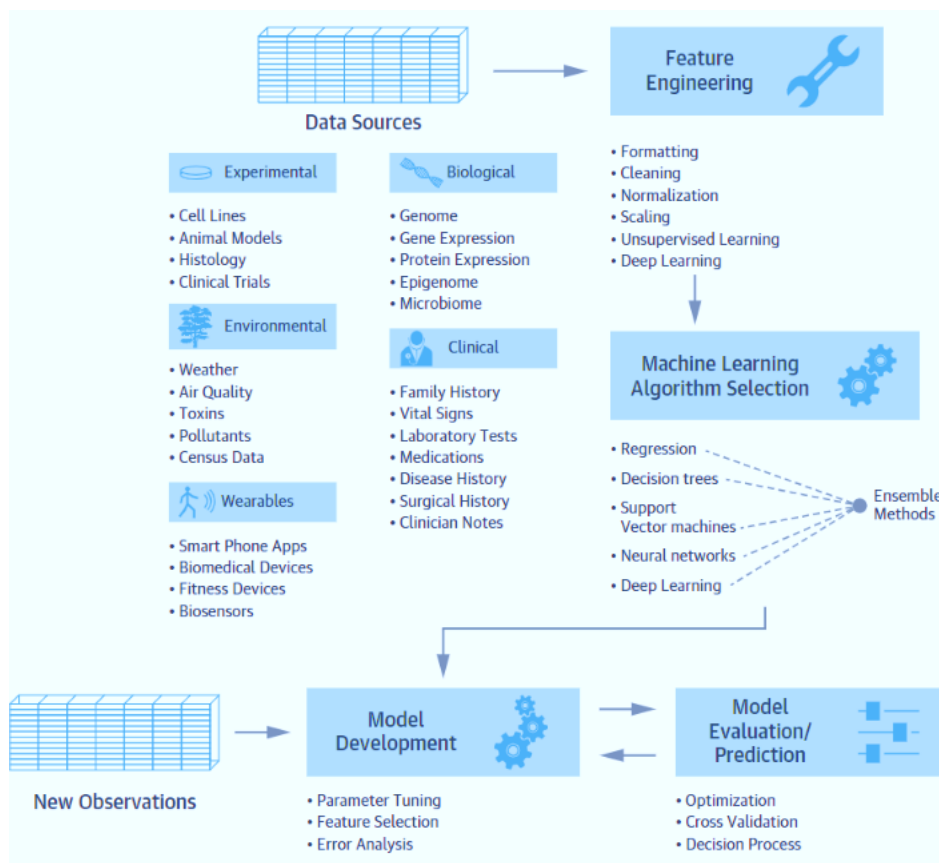 Data Sources
Feature
Engineering
Experimental
• Cell Lines
• Animal Models
• Histology
• Clinical Trials
Environmental
• Weather
• Air Quality
• Toxins
• Pollutants
• Census Data
Wearables
• Smart Phone Apps
• Biomedical Devices
• Fitness Devices
• Biosensors
Biological
• Genome
• Gene Expression
• Protein Expression
• Epigenome
• Microbiome
Clinical
• Family History
• Vital Signs
• Laboratory Tests
• Medications
• Disease History
• Surgical History
• Clinician Notes
• Formatting
• Cleaning
• Normalization
• Scaling
• Unsupervised Learning
• Deep Learning
Machine Learning
Algorithm Selection
• Regression
• Decision trees
• Support
Vector machines
• Neural networks
• Deep Learning
Ensemble
Methods
New Observations
Model
Development
• Parameter Tuning
• Feature Selection
• Error Analysis
Model
Evaluation/
Prediction
• Optimization
• Cross Validation
• Decision Process